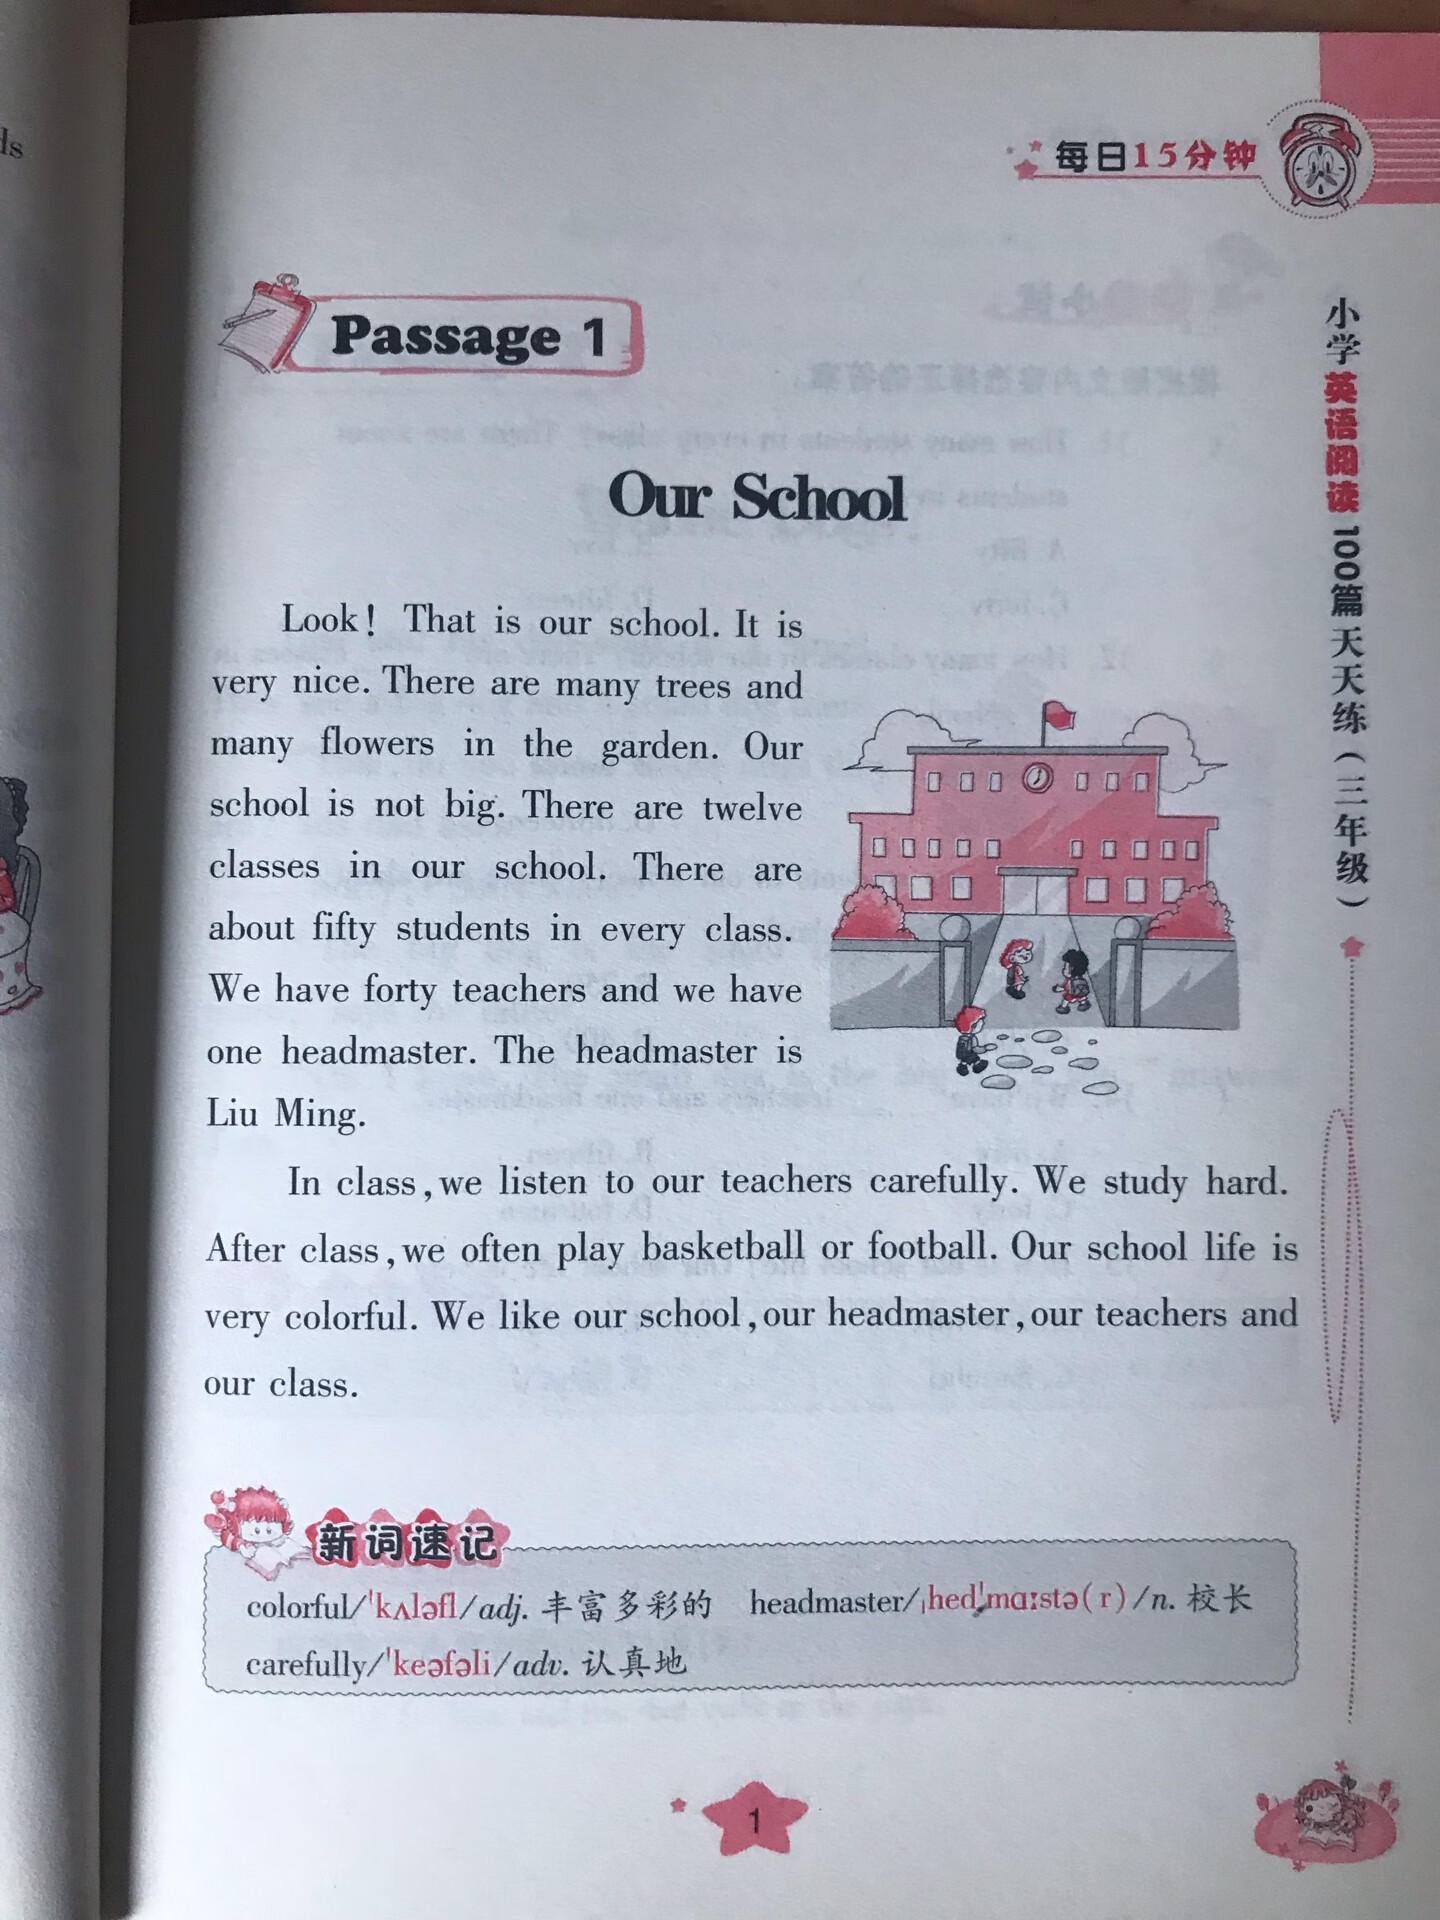 ds
每日15分钟
Passage 1
Our School
Look! That is our school. It is
very nice. There are many trees and
many flowers in the garden. Our
school is not big. There are twelve
classes in our school. There are
about fifty students in every class.
We have forty teachers and we have
one headmaster. The headmaster is
Liu Ming.
In class, we listen to our teachers carefully. We study hard.
After class, we often play basketball or football. Our school life is
very colorful. We like our school, our headmaster, our teachers and
our class.
新词速记
colorful/ˈkʌləfl/adj. 丰富多彩的 headmaster/ˌhedˈmɑːstə(r)/n. 校长
carefully/ˈkeəfəli/adv. 认真地
1
小学英语阅读100篇天天练(三年级)